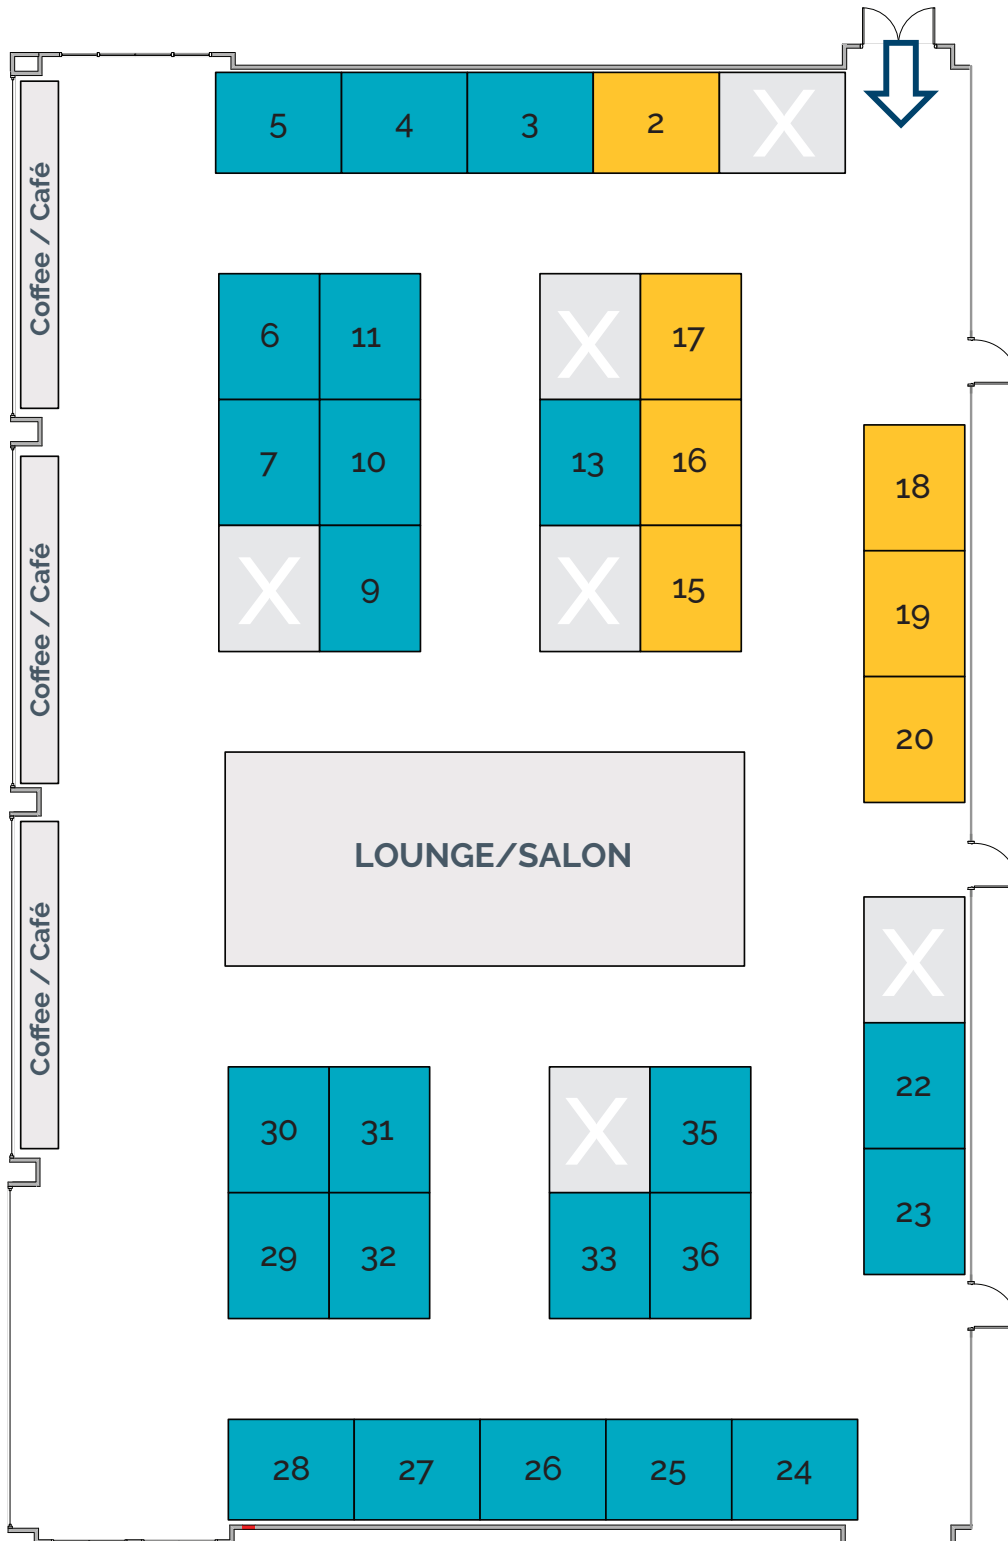 5 4 3 2 X
Coffee / Café
6 11
X 17
7 10
13 16
X 9
X 15
18
19
20
Coffee / Café
LOUNGE/SALON
Coffee / Café
X
22
23
30 31
X 35
29 32
33 36
28 27 26 25 24